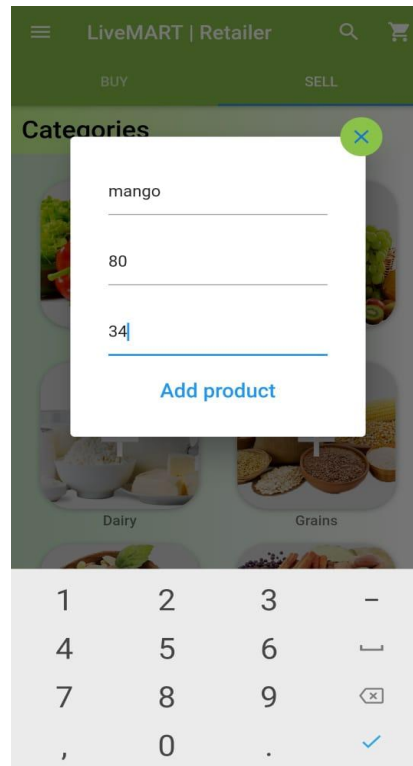 LiveMART | Retailer
BUY SELL
Categories
mango
80
34
Add product
Dairy Grains
1 2 3 -
4 5 6
7 8 9
, 0 .